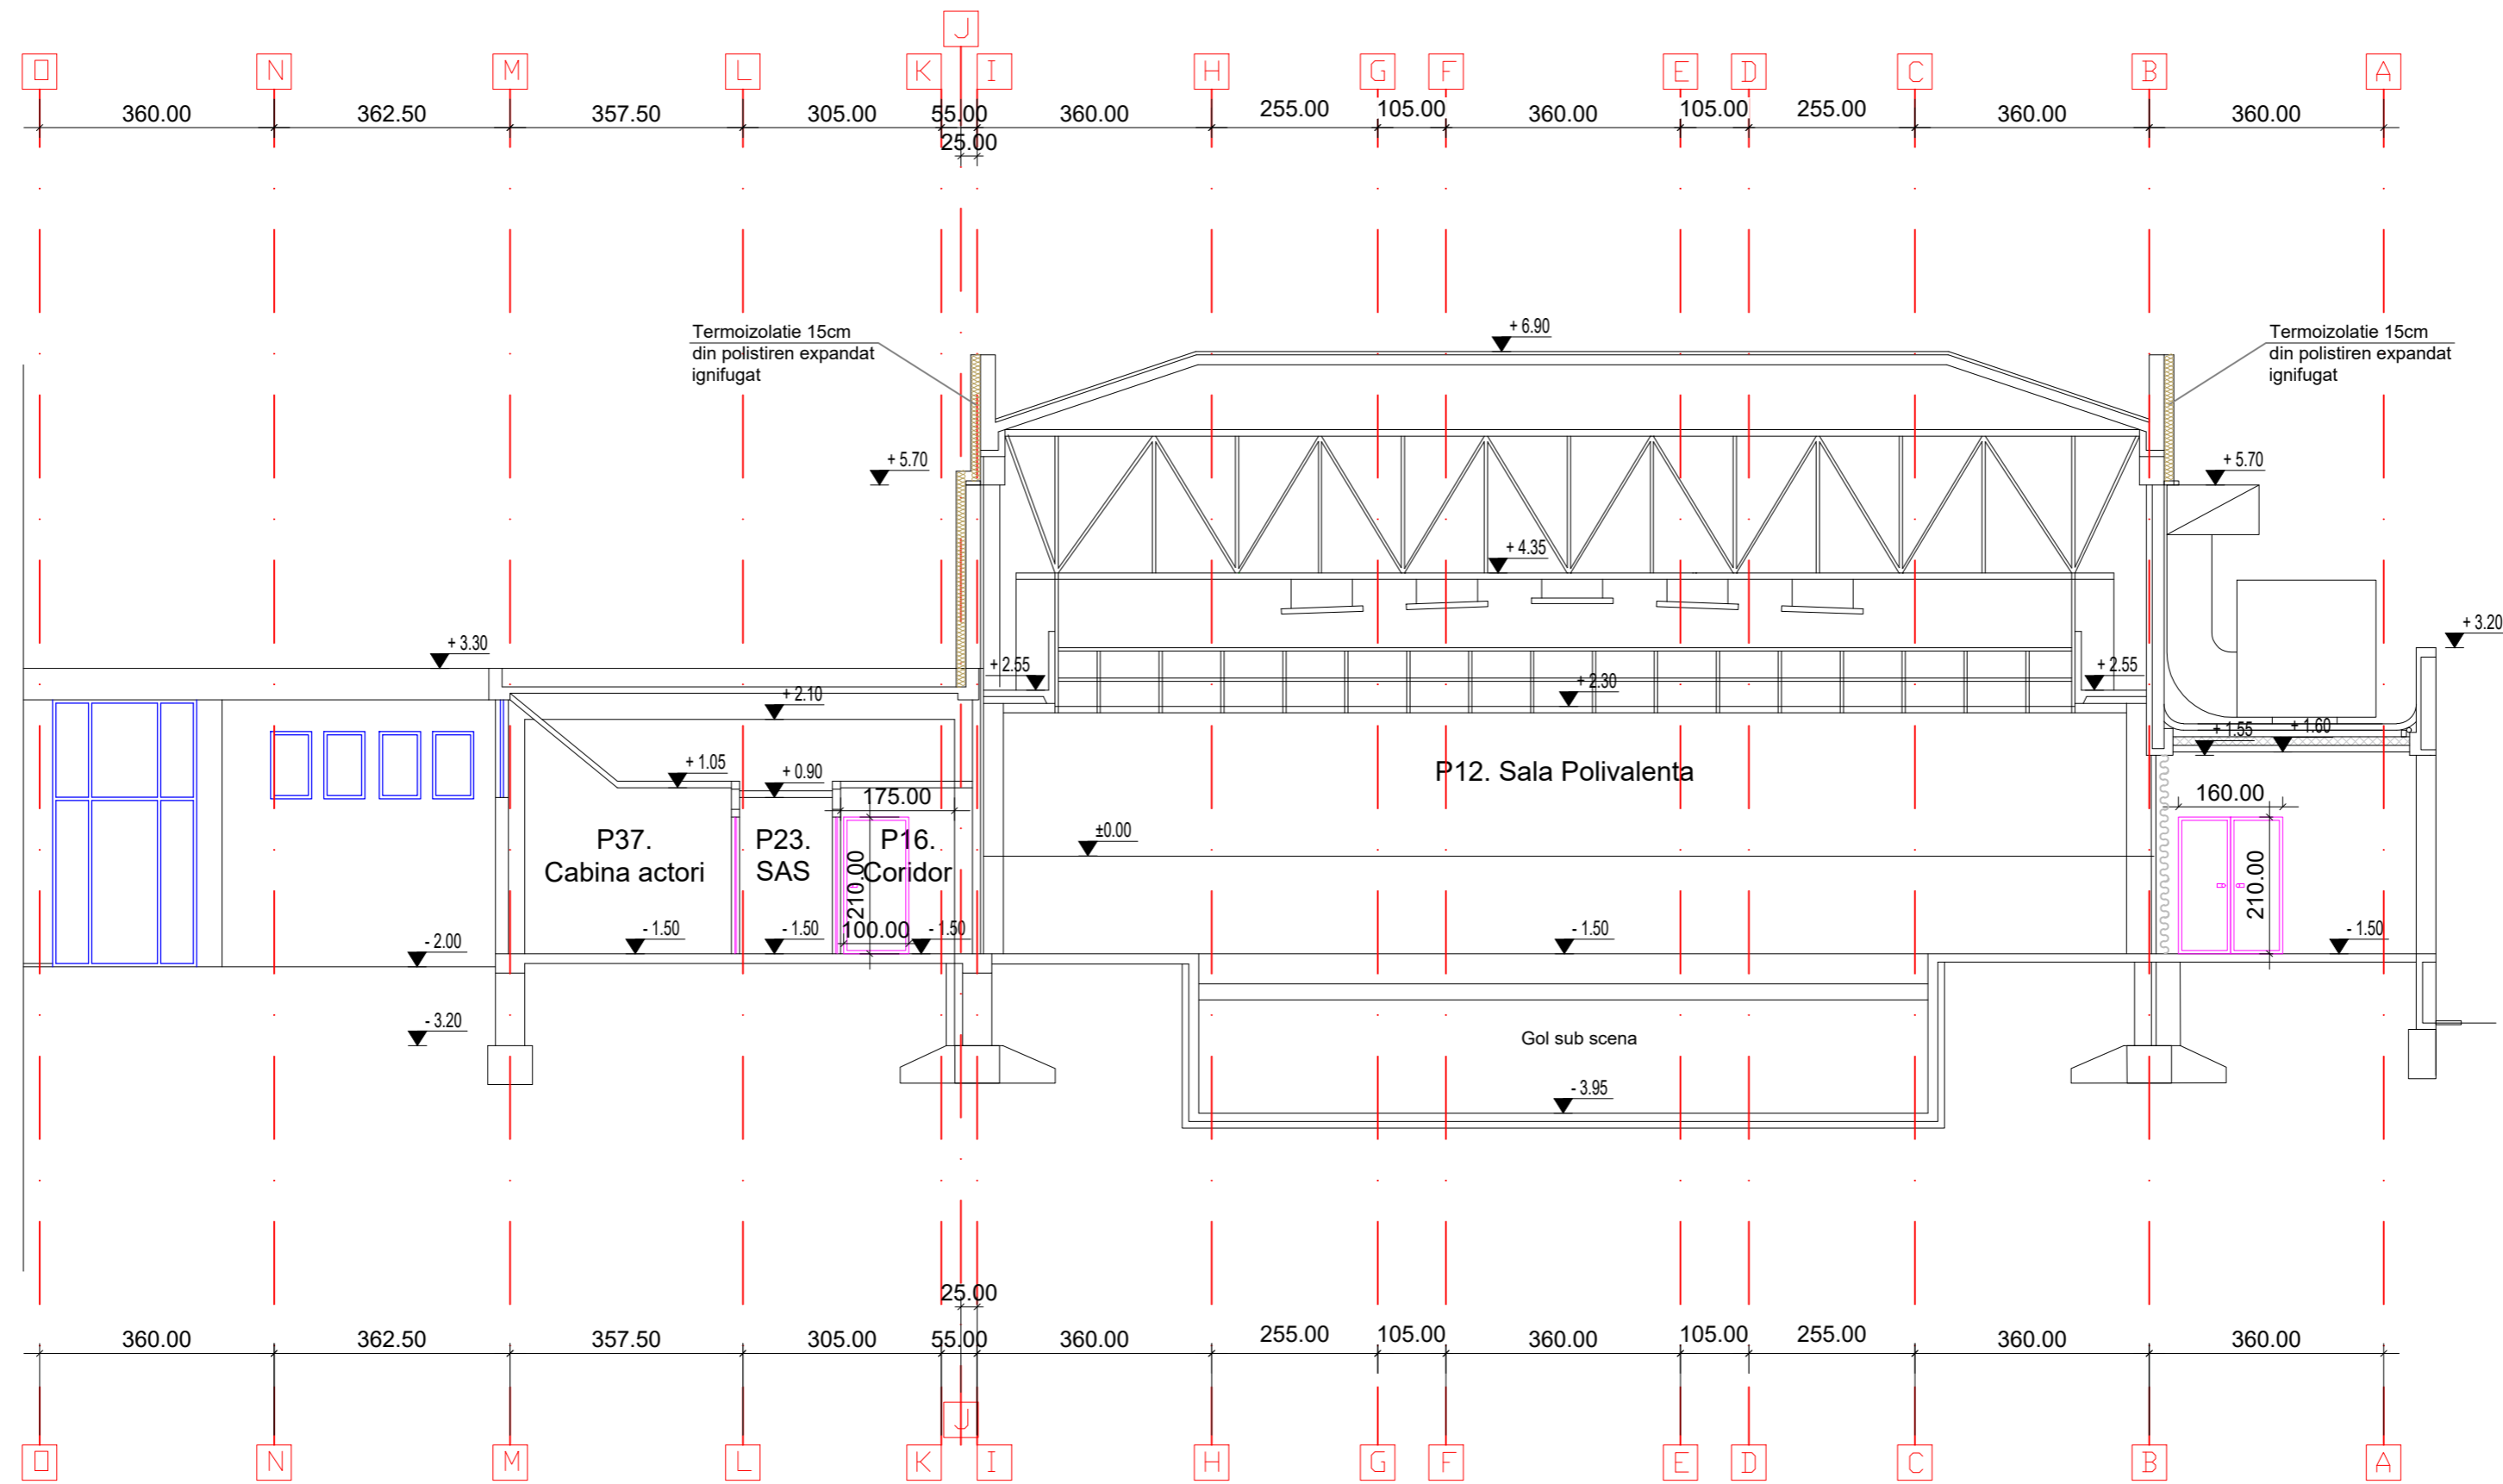 J
O N M L K I H G F E D C B A
360.00 362.50 357.50 305.00 55.00 360.00 255.00 105.00 360.00 105.00 255.00 360.00 360.00
25.00
Termoizolatie 15cm
din polistiren expandat
ignifugat
+ 6.90
Termoizolatie 15cm
din polistiren expandat
ignifugat
+ 5.70
+ 5.70
+ 4.35
+ 3.30
+ 3.20
+ 2.55
+ 2.55
+ 2.10
+ 2.30
+ 1.55
+ 1.60
+ 1.05
+ 0.90
P12. Sala Polivalenta
175.00
160.00
±0.00
P37.
Cabina actori
P23.
SAS
P16.
Coridor
210.00
210.00
100.00
- 1.50
- 1.50
- 1.50
- 1.50
- 1.50
- 2.00
- 3.20
Gol sub scena
- 3.95
25.00
360.00 362.50 357.50 305.00 55.00 360.00 255.00 105.00 360.00 105.00 255.00 360.00 360.00
J
O N M L K I H G F E D C B A